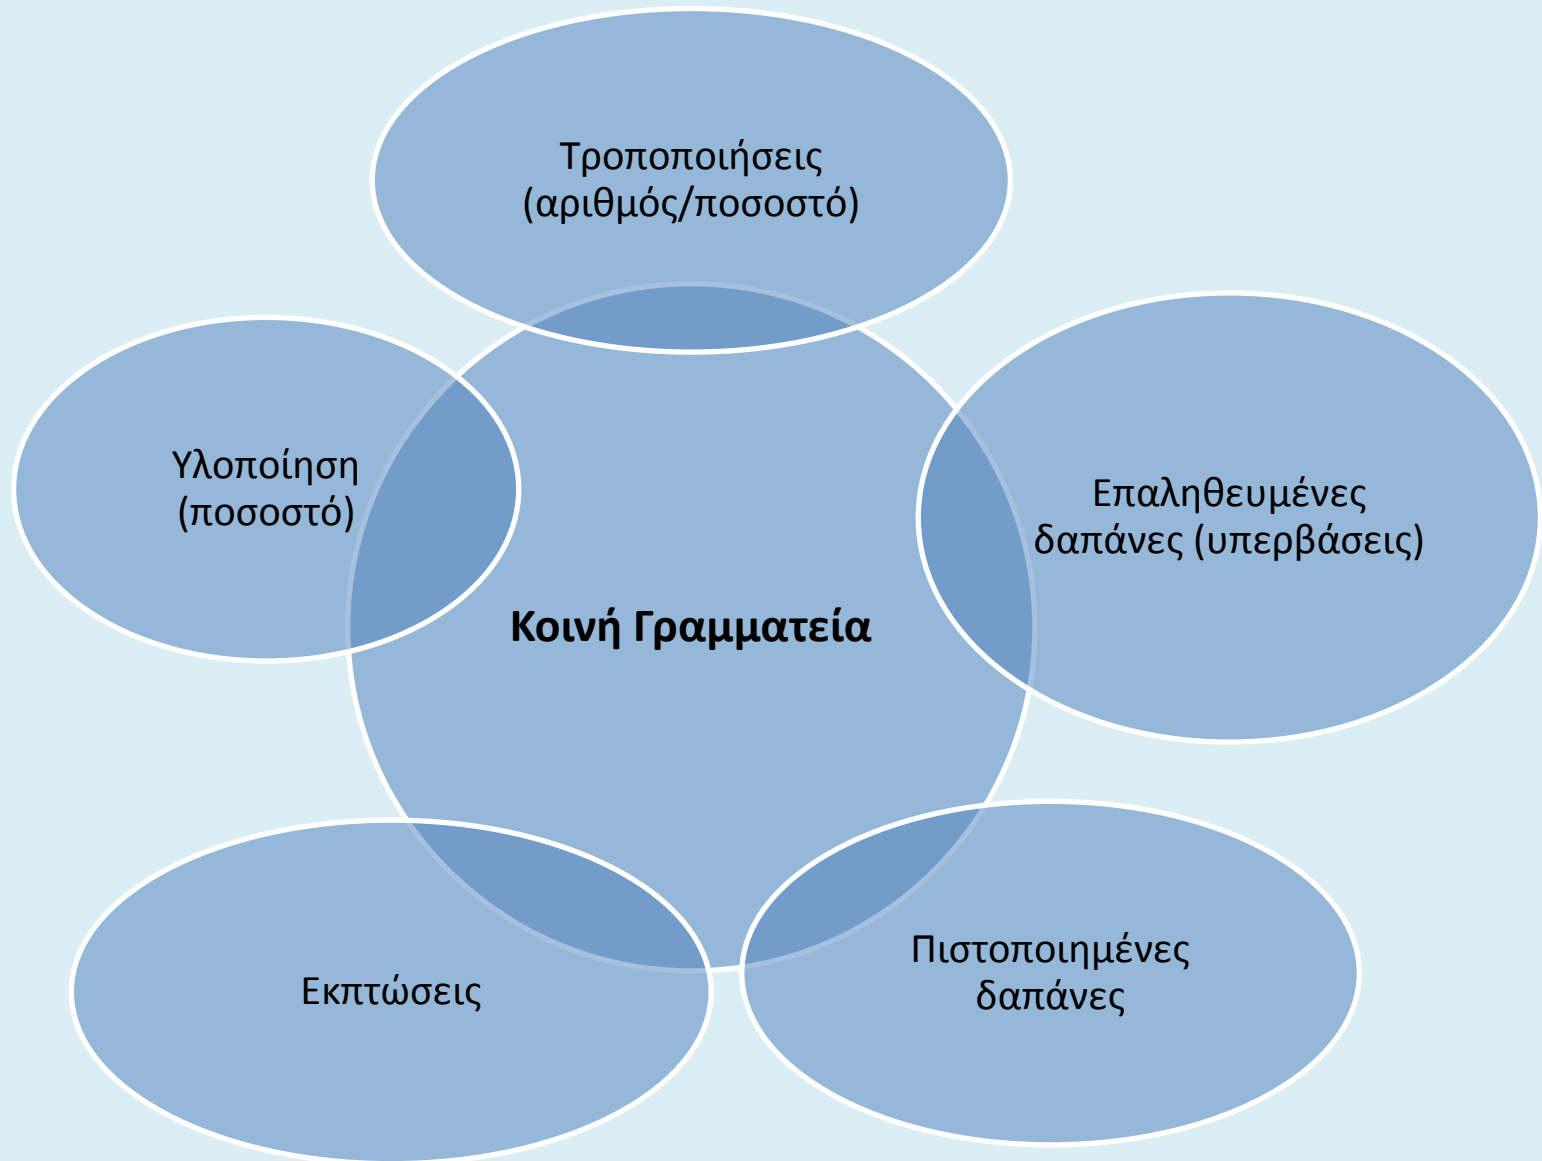 Τροποποιήσεις
(αριθμός/ποσοστό)
Υλοποίηση
(ποσοστό)
Επαληθευμένες
δαπάνες (υπερβάσεις)
Κοινή Γραμματεία
Εκπτώσεις
Πιστοποιημένες
δαπάνες